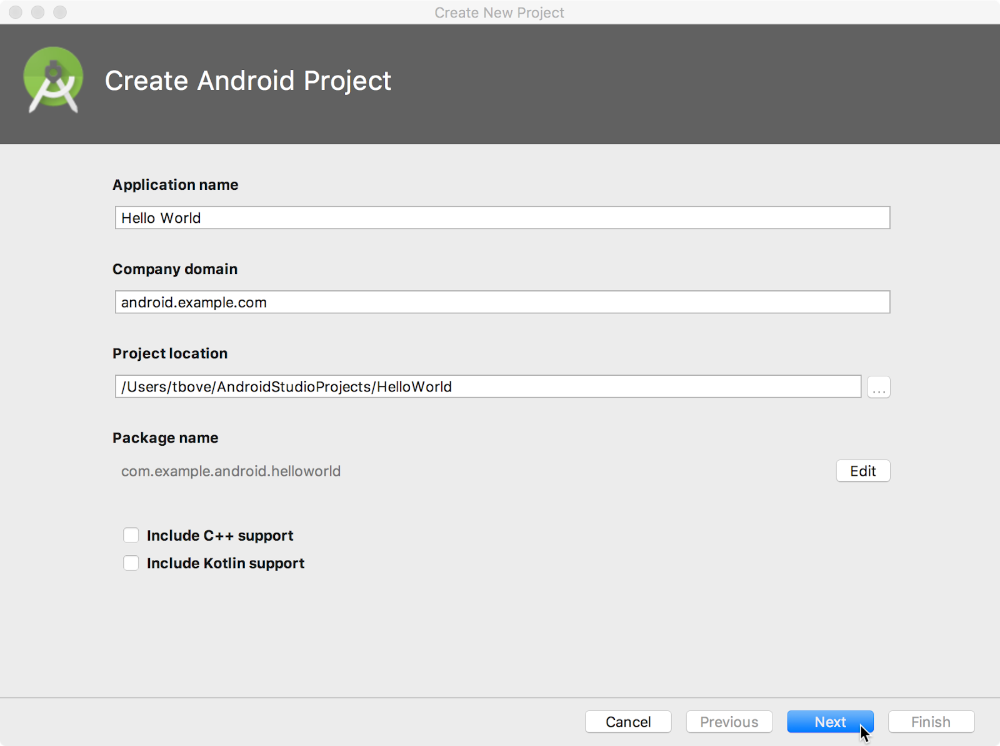 Create New Project
Create Android Project
Application name
Hello World
Company domain
android.example.com
Project location
/Users/tbove/AndroidStudioProjects/HelloWorld
...
Package name
com.example.android.helloworld
Edit
Include C++ support
Include Kotlin support
Cancel
Previous
Next
Finish